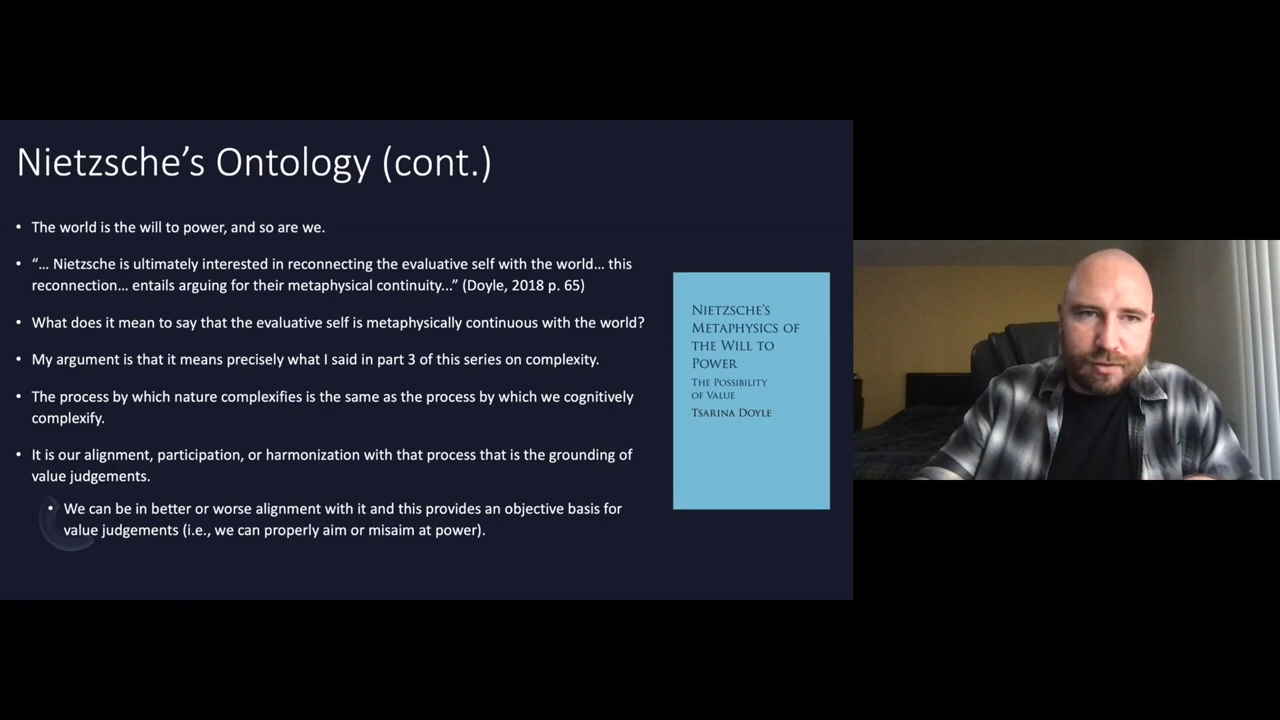 Nietzsche's Ontology (cont.)
• The world is the will to power, and so are we.
• “… Nietzsche is ultimately interested in reconnecting the evaluative self with the world… this
reconnection… entails arguing for their metaphysical continuity...” (Doyle, 2018 p. 65)
• What does it mean to say that the evaluative self is metaphysically continuous with the world?
• My argument is that it means precisely what I said in part 3 of this series on complexity.
• The process by which nature complexifies is the same as the process by which we cognitively
complexify.
• It is our alignment, participation, or harmonization with that process that is the grounding of
value judgements.
• We can be in better or worse alignment with it and this provides an objective basis for
value judgements (i.e., we can properly aim or misaim at power).
Nietzsche's
Metaphysics of
the Will to
Power
The Possibility
of Value
Tsarina Doyle